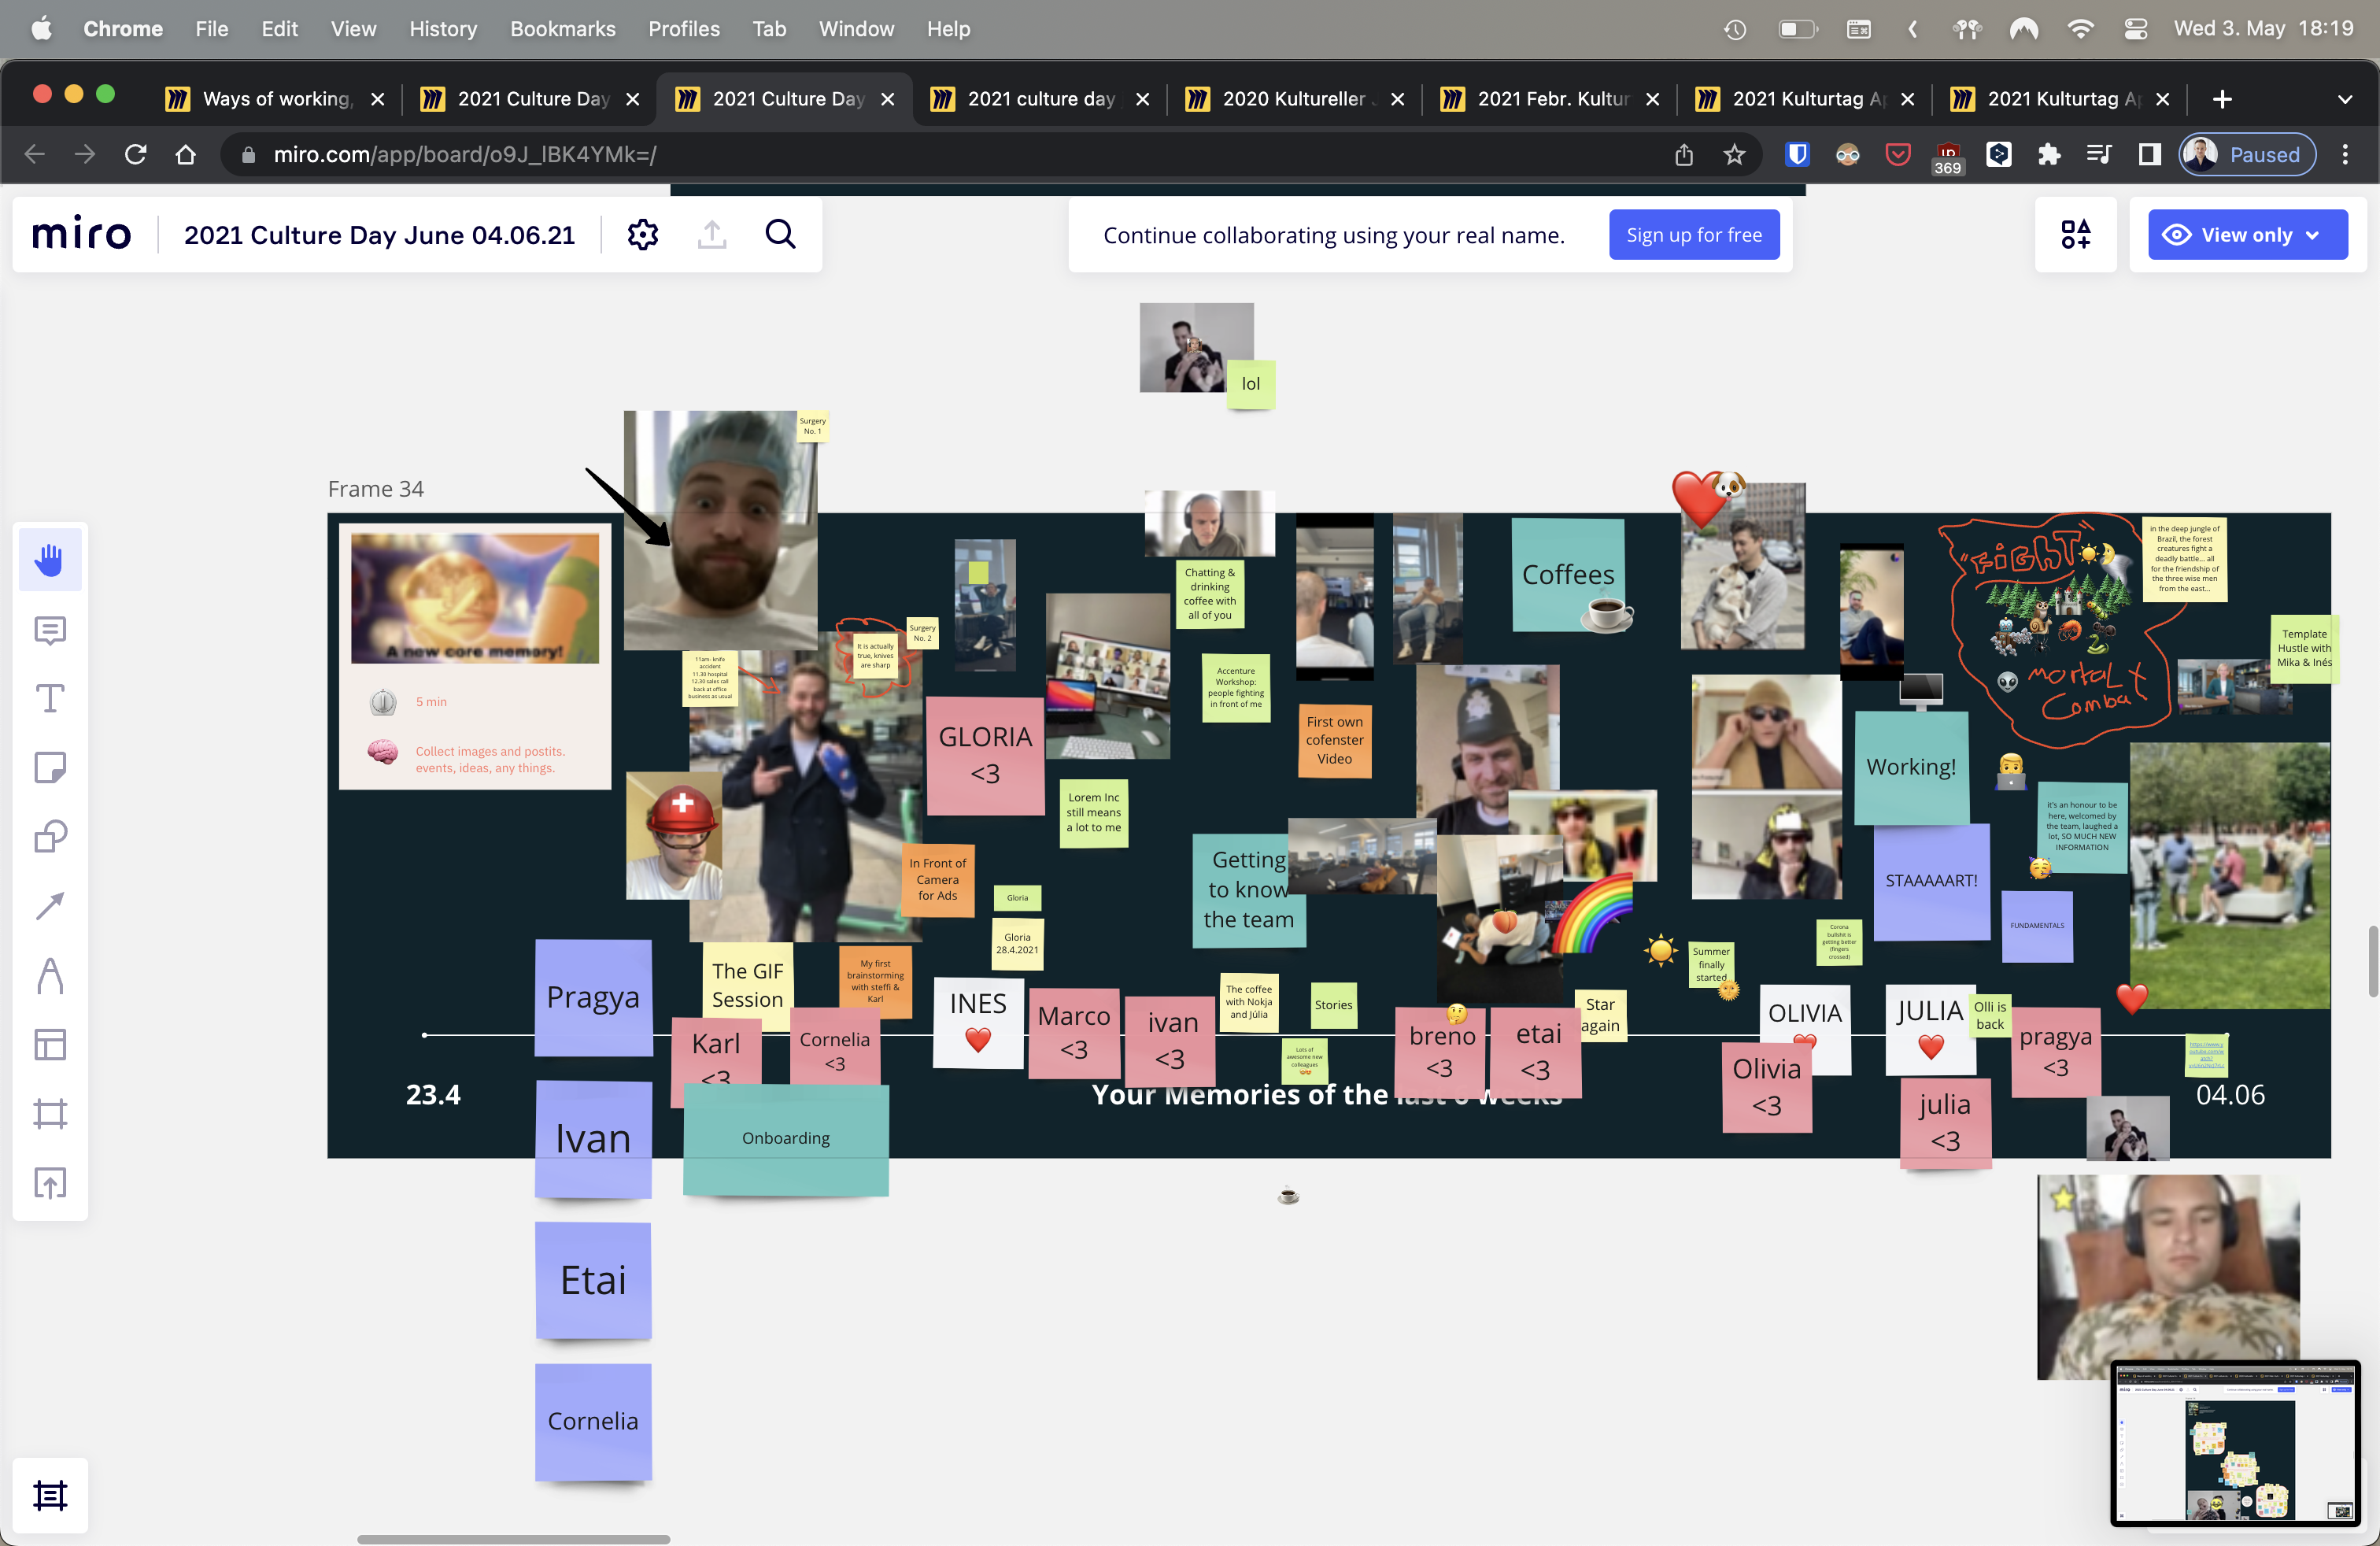 Chrome File Edit View History Bookmarks Profiles Tab Window Help
Wed 3. May 18:19
Ways of working,
2021 Culture Day
2021 Culture Day
2021 culture day
2020 Kultureller
2021 Febr. Kultur
2021 Kulturtag Ap
2021 Kulturtag Ap
miro.com/app/board/o9J_lBK4YMk=/
369
Paused
miro
2021 Culture Day June 04.06.21
Continue collaborating using your real name.
Sign up for free
View only
lol
Frame 34
Surgery
No. 1
A new core memory!
5 min
Collect images and postits.
events, ideas, any things.
11am- knife
accident
11.30 hospital
12.30 sales call
back at office
business as usual
It is actually
true, knives
are sharp
Surgery
No. 2
GLORIA
<3
Lorem Inc
still means
a lot to me
In Front of
Camera
for Ads
Gloria
Gloria
28.4.2021
Chatting &
drinking
coffee with
all of you
Accenture
Workshop:
people fighting
in front of me
First own
cofenster
Video
Coffees
Getting
to know
the team
FIGHT
mortal
Combat
in the deep jungle of
Brazil, the forest
creatures fight a
deadly battle... all
for the friendship of
the three wise men
from the east...
Template
Hustle with
Mika & Inés
Working!
STAAAAART!
it's an honour to be
here, welcomed by
the team, laughed a
lot, SO MUCH NEW
INFORMATION
FUNDAMENTALS
Corona
bullshit is
getting better
(fingers
crossed)
Summer
finally
started
Pragya
The GIF
Session
My first
brainstorming
with steffi &
Karl
Karl
<3
Cornelia
<3
INES
Marco
<3
ivan
<3
The coffee
with Nokja
and Júlia
Stories
Lots of
awesome new
colleagues
breno
<3
etai
<3
Star
again
OLIVIA
Olivia
<3
JULIA
Olli is
back
julia
<3
pragya
<3
23.4
Your Memories of the last 6 weeks
04.06
Ivan
Onboarding
Etai
Cornelia